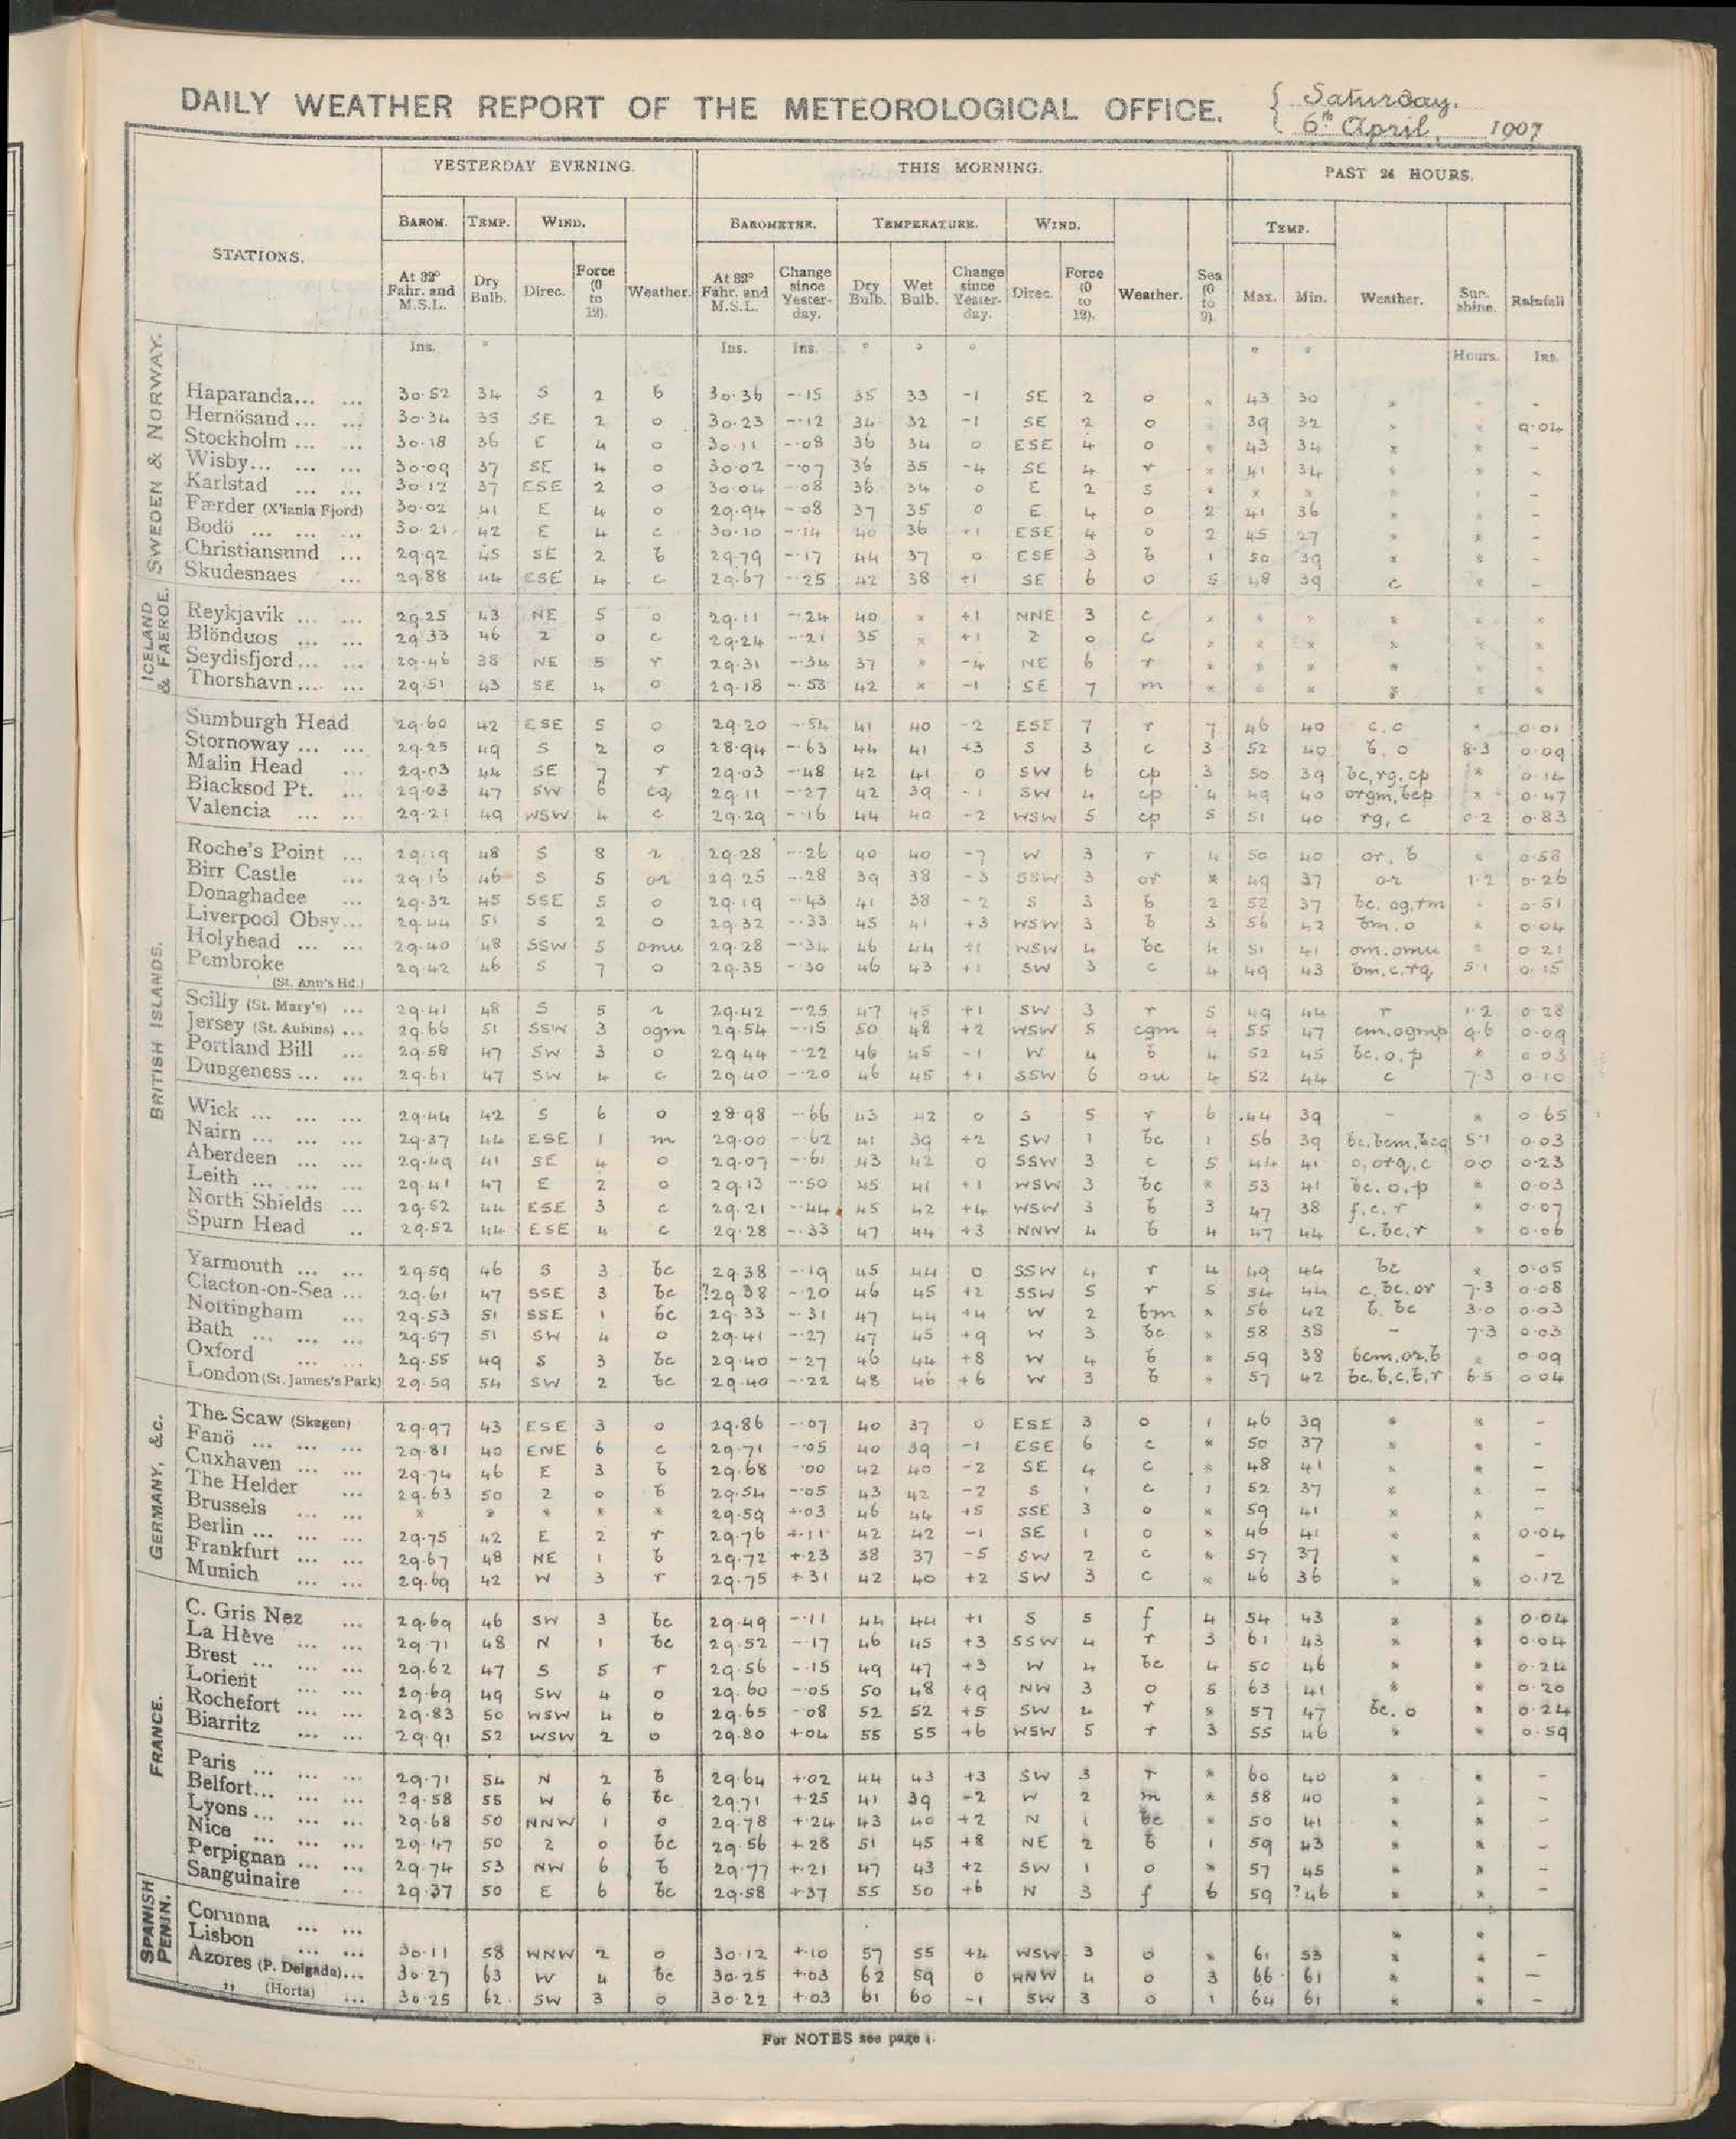 DAILY WEATHER REPORT OF THE METEOROLOGICAL OFFICE. { Saturday.
6th April, 1907
YESTERDAY EVENING. THIS MORNING. PAST 24 HOURS.
BAROM. TEMP. WIND. BAROMETER. TEMPERATURE. WIND. TEMP.
STATIONS. At 32° Fahr. and M.S.L. Dry Bulb. Direc. Force (0 to 12). Weather. At 32° Fahr. and M.S.L. Change since Yesterday. Dry Bulb. Wet Bulb. Change since Yesterday. Direc. Force (0 to 12). Weather. Sea (0 to 9). Max. Min. Weather. Sunshine. Rainfall
Ins. ° Ins. Ins. ° ° ° ° ° Hours. Ins.
SWEDEN & NORWAY.
Haparanda... ... 30.52 34 S 2 b 30.36 -.15 35 33 -1 SE 2 o * 43 30 * - -
Hernösand ... ... 30.34 35 SE 2 o 30.23 -.12 34 32 -1 SE 2 o * 39 32 * * 0.04
Stockholm ... ... 30.18 36 E 4 o 30.11 -.08 36 34 0 ESE 4 o * 43 34 * * -
Wisby... ... ... 30.09 37 SE 4 o 30.02 -.07 36 35 -4 SE 4 r * 41 34 * * -
Karlstad ... ... 30.12 37 ESE 2 o 30.04 -.08 36 34 0 E 2 s * * * * * -
Færder (X'iania Fjord) 30.02 41 E 4 o 29.94 -.08 37 35 0 E 4 o 2 41 36 * * -
Bodö ... ... ... 30.21 42 E 4 c 30.10 -.14 40 36 +1 ESE 4 o 2 45 27 * * -
Christiansund ... 29.92 45 SE 2 b 29.79 -.17 44 37 0 ESE 3 b 1 50 39 * * -
Skudesnaes ... 29.88 44 ESE 4 c 29.67 -.25 42 38 +1 SE 6 o 5 48 39 c * -
ICELAND & FAEROE.
Reykjavik ... ... 29.25 43 NE 5 o 29.11 -.24 40 * +1 NNE 3 c * * * * * *
Blönduos ... ... 29.33 46 Z 0 c 29.24 -.21 35 * +1 Z 0 c * * * * * *
Seydisfjord... ... 29.46 38 NE 5 r 29.31 -.34 37 * -4 NE 6 r * * * * * *
Thorshavn ... ... 29.51 43 SE 4 o 29.18 -.53 42 * -1 SE 7 m * * * * * *
BRITISH ISLANDS.
Sumburgh Head 29.60 42 ESE 5 o 29.20 -.54 41 40 -2 ESE 7 r 7 46 40 c.o * 0.01
Stornoway ... ... 29.25 49 S 2 o 28.94 -.63 44 41 +3 S 3 c 3 52 40 b.o 8.3 0.09
Malin Head ... 29.03 44 SE 7 r 29.03 -.48 42 41 0 SW 6 cp 3 50 39 bc,rg,cp * 0.14
Blacksod Pt. ... 29.03 47 SW 6 cq 29.11 -.27 42 39 -1 SW 4 cp 4 49 40 orgm,bcp * 0.47
Valencia ... ... 29.21 49 WSW 4 c 29.29 -.16 44 40 -2 WSW 5 cp 5 51 40 rg,c 0.2 0.83
Roche's Point ... 29.19 48 S 8 r 29.28 -.26 40 40 -7 W 3 r 4 50 40 or, b * 0.58
Birr Castle ... 29.16 46 S 5 or 29.25 -.28 39 38 -3 SSW 3 or * 49 37 or 1.2 0.26
Donaghadee ... 29.32 45 SSE 5 o 29.19 -.43 41 38 -2 S 3 b 2 52 37 bc. og,rm * 0.51
Liverpool Obsy... 29.44 51 S 2 o 29.32 -.33 45 41 +3 WSW 3 b 3 56 42 bm.o * 0.04
Holyhead ... ... 29.40 48 SSW 5 omu 29.28 -.34 46 44 +1 WSW 4 bc 4 51 41 om.omu * 0.21
Pembroke (St. Ann's Hd.) 29.42 46 S 7 o 29.35 -.30 46 43 +1 SW 3 c 4 49 43 bm,c,rq 5.1 0.15
Scilly (St. Mary's) ... 29.41 48 S 5 r 29.42 -.25 47 45 +1 SW 3 r 5 49 44 r 1.2 0.28
Jersey (St. Aubins) ... 29.66 51 SSW 3 ogm 29.54 -.15 50 48 +2 WSW 5 cgm 4 55 47 cm,ogmp 9.6 0.09
Portland Bill ... 29.58 47 SW 3 o 29.44 -.22 46 45 -1 W 4 b 4 52 45 bc.o,p * 0.03
Dungeness ... ... 29.61 47 SW 4 c 29.40 -.20 46 45 +1 SSW 6 ou 4 52 44 c 7.3 0.10
Wick ... ... ... 29.44 42 S 6 o 28.98 -.66 43 42 0 S 5 r 6 44 39 - * 0.65
Nairn ... ... ... 29.37 44 ESE 1 m 29.00 -.62 41 39 +2 SW 1 bc 1 56 39 bc.bcm,bcq 5.1 0.03
Aberdeen ... ... 29.49 41 SE 4 o 29.07 -.61 43 42 0 SSW 3 c 5 44 41 o,orq,c 0.0 0.23
Leith ... ... ... 29.41 47 E 2 o 29.13 -.50 45 41 +1 WSW 3 bc * 53 41 bc.o,p * 0.03
North Shields ... 29.52 44 ESE 3 c 29.21 -.44 45 42 +4 WSW 3 b 3 47 38 f.c.r * 0.07
Spurn Head .. 29.52 44 ESE 4 c 29.28 -.33 47 44 +3 NNW 4 b 4 47 44 c.bc,r * 0.06
Yarmouth ... ... 29.59 46 S 3 bc 29.38 -.19 45 44 0 SSW 4 r 4 49 44 bc * 0.05
Clacton-on-Sea ... 29.61 47 SSE 3 bc ?29.38 -.20 46 45 +2 SSW 5 r 5 54 44 c.bc.or 7.3 0.08
Nottingham ... 29.53 51 SSE 1 bc 29.33 -.31 47 44 +4 W 2 bm * 56 42 b. bc 3.0 0.03
Bath ... ... ... 29.57 51 SW 4 o 29.41 -.27 47 45 +9 W 3 bc * 58 38 - 7.3 0.03
Oxford ... ... 29.55 49 S 3 bc 29.40 -.27 46 44 +8 W 4 b * 59 38 bcm,or,b * 0.09
London (St. James's Park) 29.59 54 SW 2 bc 29.40 -.22 48 46 +6 W 3 b * 57 42 bc.b,c,b,r 6.5 0.04
GERMANY, &c.
The Scaw (Skagen) 29.97 43 ESE 3 o 29.86 -.07 40 37 0 ESE 3 o 1 46 39 * * -
Fanö ... ... ... 29.81 40 ENE 6 c 29.71 -.05 40 39 -1 ESE 6 c * 50 37 * * -
Cuxhaven ... ... 29.74 46 E 3 b 29.68 .00 42 40 -2 SE 4 c * 48 41 * * -
The Helder ... 29.63 50 Z 0 b 29.54 -.05 43 42 -2 S 1 c 1 52 37 * * -
Brussels ... ... * * * * * 29.59 +.03 46 44 +5 SSE 3 o * 59 41 * * -
Berlin ... ... ... 29.75 42 E 2 r 29.76 +.11 42 42 -1 SE 1 o * 46 41 * * 0.04
Frankfurt ... ... 29.67 48 NE 1 b 29.72 +.23 38 37 -5 SW 2 c * 57 37 * * -
Munich ... ... 29.69 42 W 3 r 29.75 +.31 42 40 +2 SW 3 c * 46 36 * * 0.12
FRANCE.
C. Gris Nez ... 29.69 46 SW 3 bc 29.49 -.11 44 44 +1 S 5 f 4 54 43 * * 0.04
La Hève ... ... 29.71 48 N 1 bc 29.52 -.17 46 45 +3 SSW 4 r 3 61 43 * * 0.04
Brest ... ... ... 29.62 47 S 5 r 29.56 -.15 49 47 +3 W 4 bc 4 50 46 * * 0.24
Lorient ... ... 29.69 49 SW 4 o 29.60 -.05 50 48 +9 NW 3 o 5 63 41 * * 0.20
Rochefort ... ... 29.83 50 WSW 4 o 29.65 -.08 52 52 +5 SW 4 r * 57 47 bc. o * 0.24
Biarritz ... ... 29.91 52 WSW 2 o 29.80 +.04 55 55 +6 WSW 5 r 3 55 46 * * 0.59
Paris ... ... ... 29.71 54 N 2 b 29.64 +.02 44 43 +3 SW 3 r * 60 40 * * -
Belfort... ... ... 29.58 55 W 6 bc 29.71 +.25 41 39 -2 W 2 m * 58 40 * * -
Lyons ... ... ... 29.68 50 NNW 1 o 29.78 +.24 43 40 +2 N 1 bc * 50 41 * * -
Nice ... ... ... 29.47 50 Z 0 bc 29.56 +.28 51 45 +8 NE 2 b 1 59 43 * * -
Perpignan ... ... 29.74 53 NW 6 b 29.77 +.21 47 43 +2 SW 1 o * 57 45 * * -
Sanguinaire ... 29.37 50 E 6 bc 29.58 +.37 55 50 +6 N 3 f 6 59 ?46 * * -
SPANISH PENIN.
Corunna ... ... * *
Lisbon ... ... 30.11 58 WNW 2 o 30.12 +.10 57 55 +4 WSW 3 o * 61 53 * * -
Azores (P. Delgada)... 30.27 63 W 4 bc 30.25 +.03 62 59 0 WNW 4 o 3 66 61 * * -
,, (Horta) ... 30.25 62 SW 3 o 30.22 +.03 61 60 -1 SW 3 o 1 64 61 * * -
For NOTES see page 4.